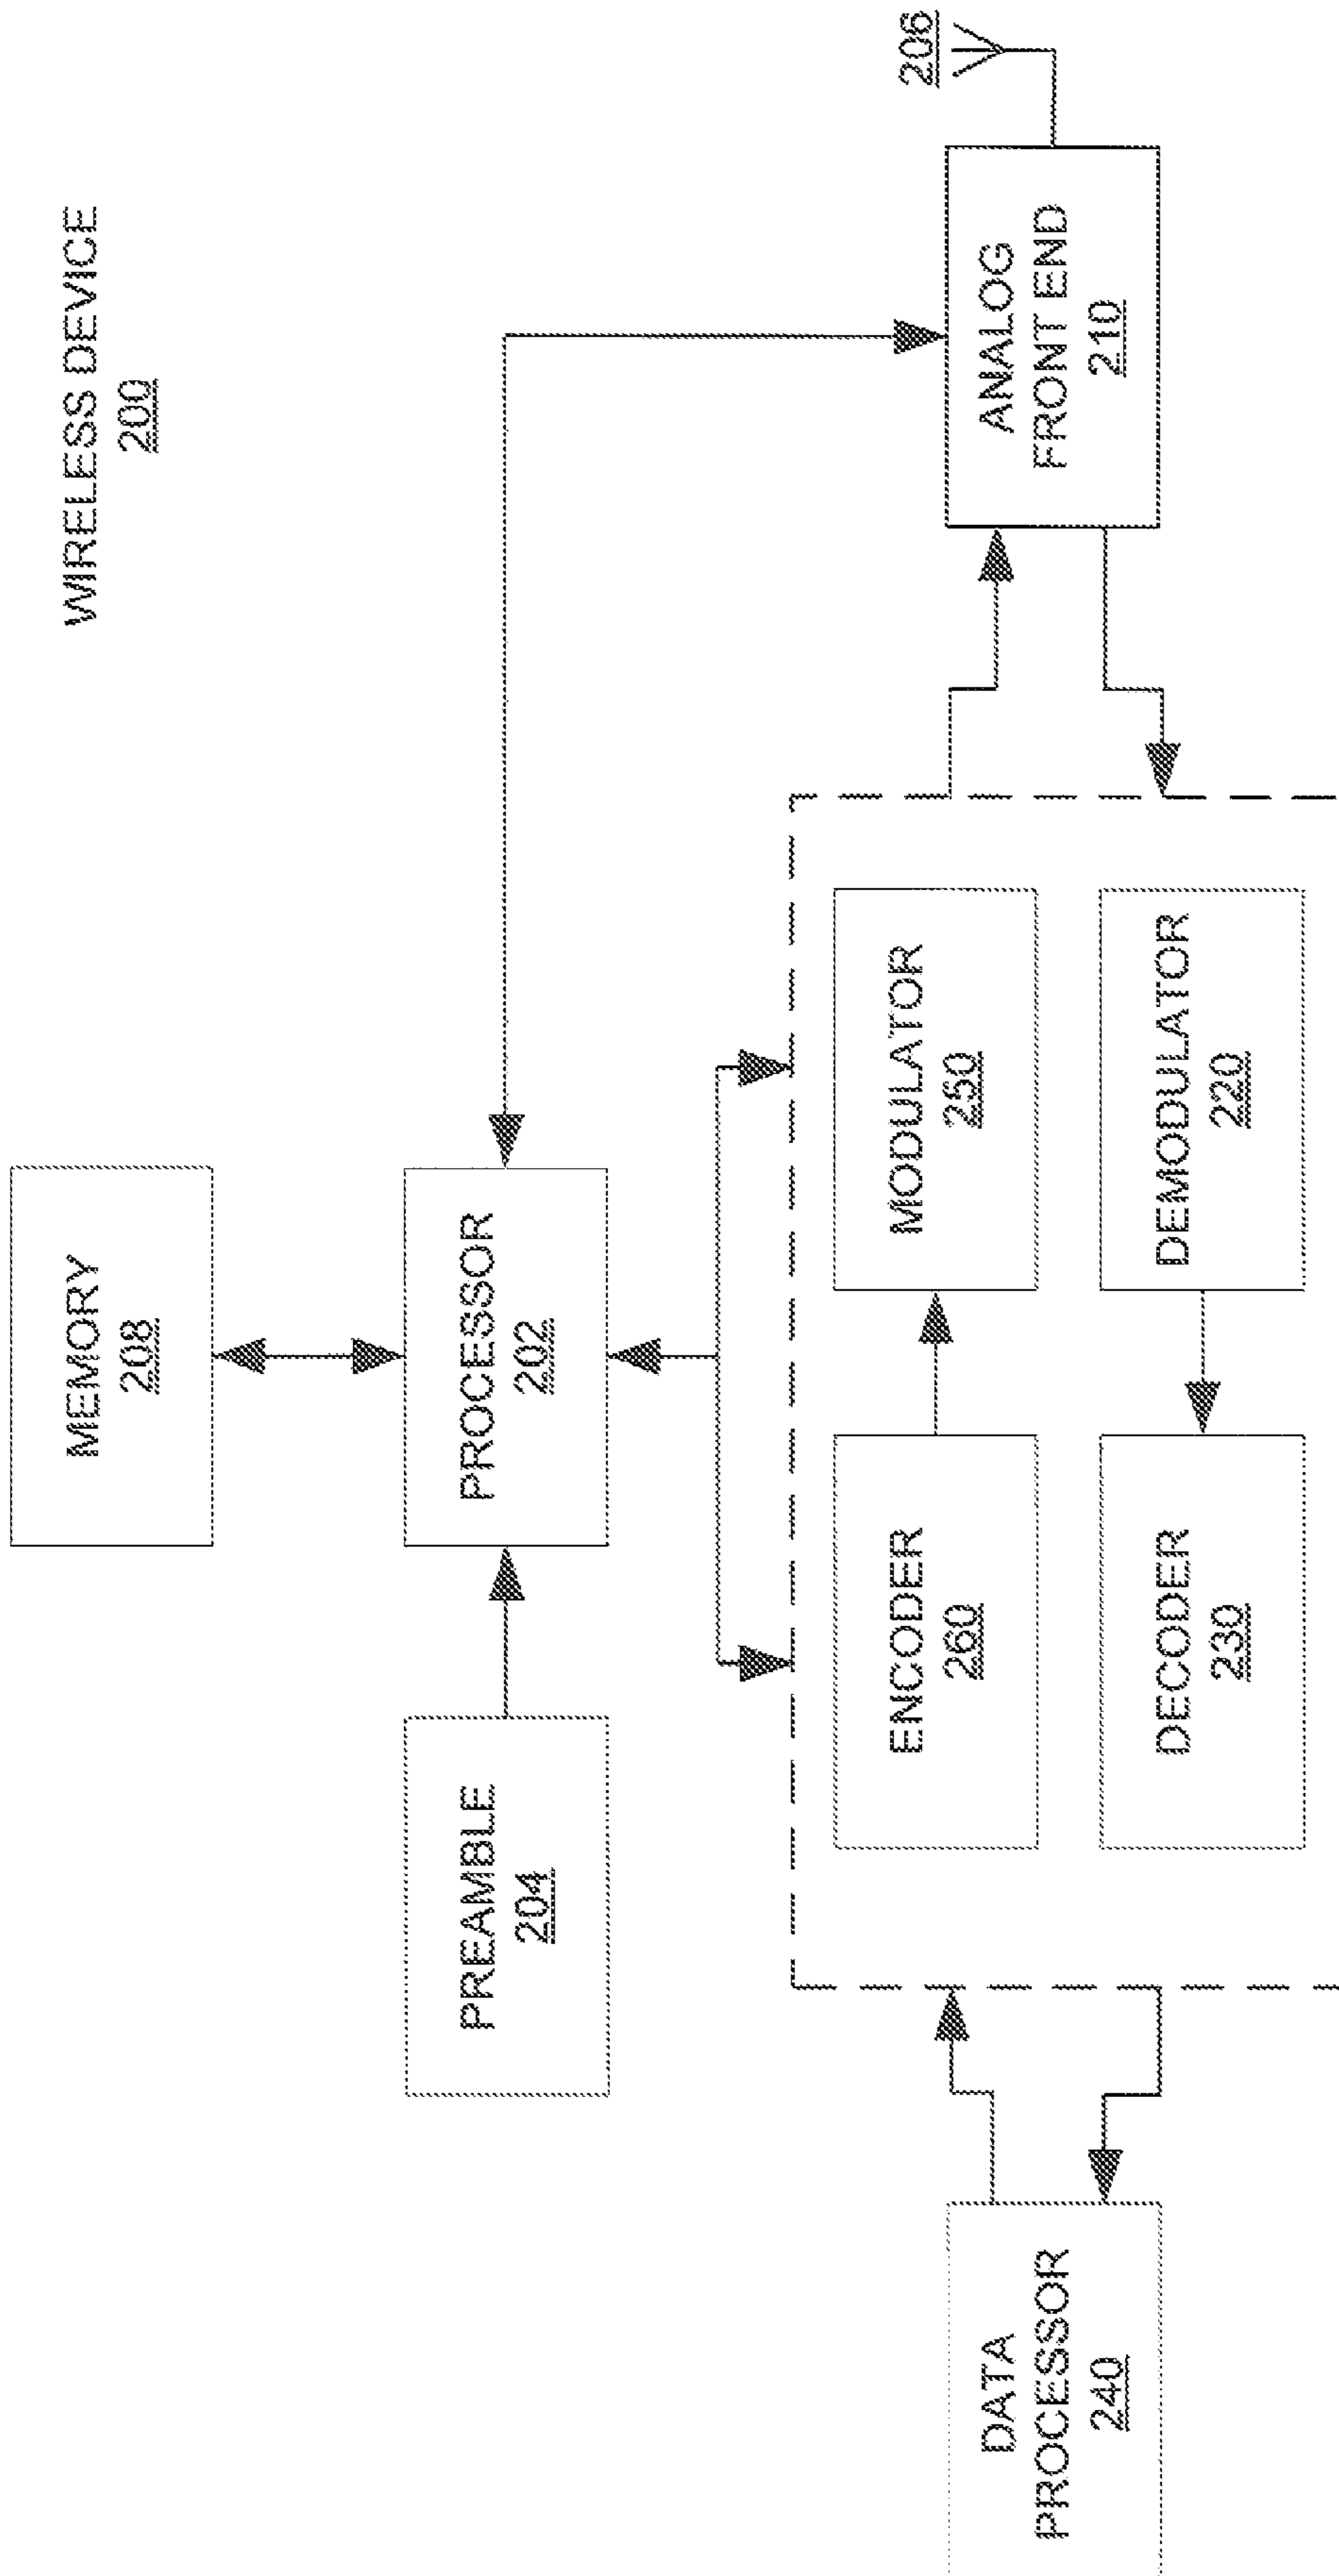 WIRELESS DEVICE
200
MEMORY
208
PREAMBLE
204
PROCESSOR
202
206
DATA
PROCESSOR
240
ENCODER
260
MODULATOR
250
DECODER
230
DEMODULATOR
220
ANALOG
FRONT END
210